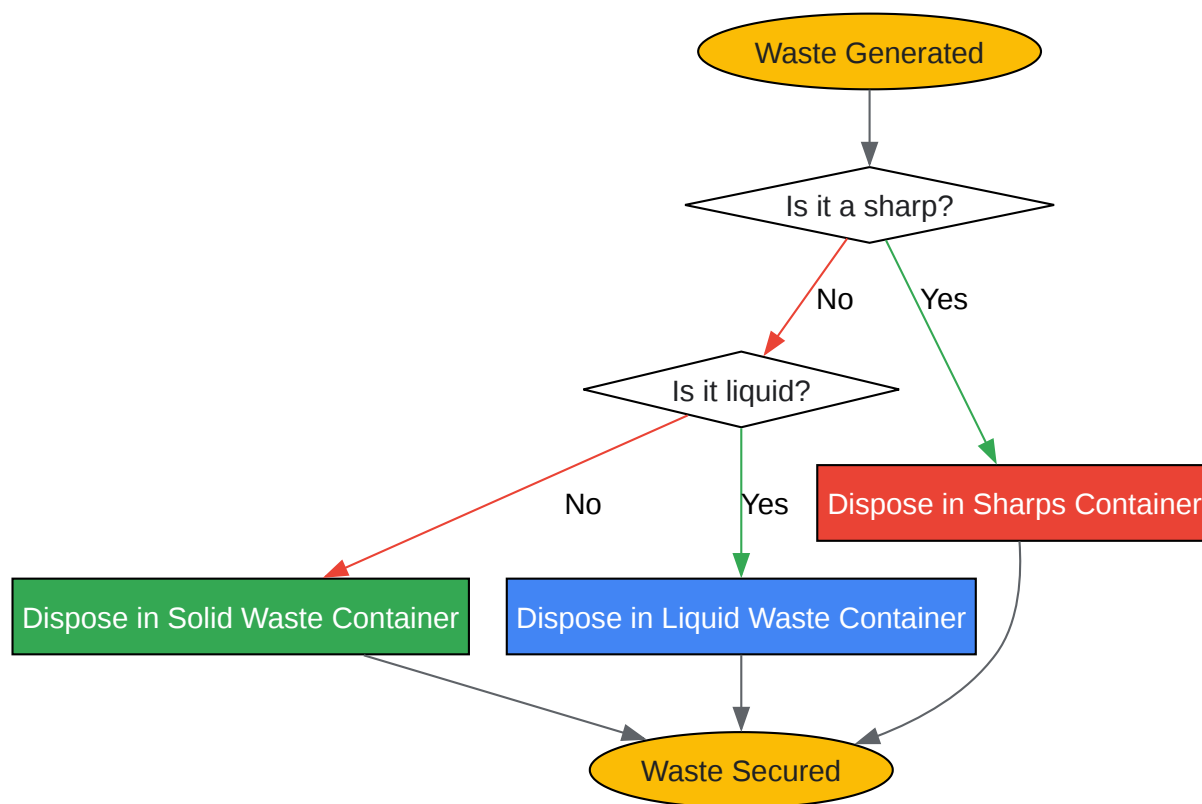 Waste Generated
Is it a sharp?
No
Yes
Is it liquid?
No
Yes
Dispose in Sharps Container
Dispose in Solid Waste Container
Dispose in Liquid Waste Container
Waste Secured